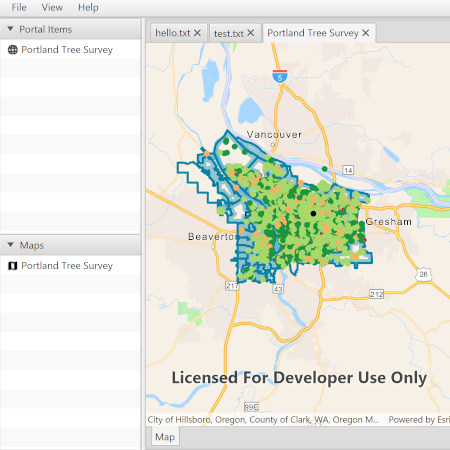 File View Help
Portal Items
Portland Tree Survey
Maps
Portland Tree Survey
hello.txt test.txt Portland Tree Survey
5
Vancouver
14
Gresham
Beaverton
26
217
43
212
Licensed For Developer Use Only
99E
City of Hillsboro, Oregon, County of Clark, WA, Oregon M... Powered by Esri
Map